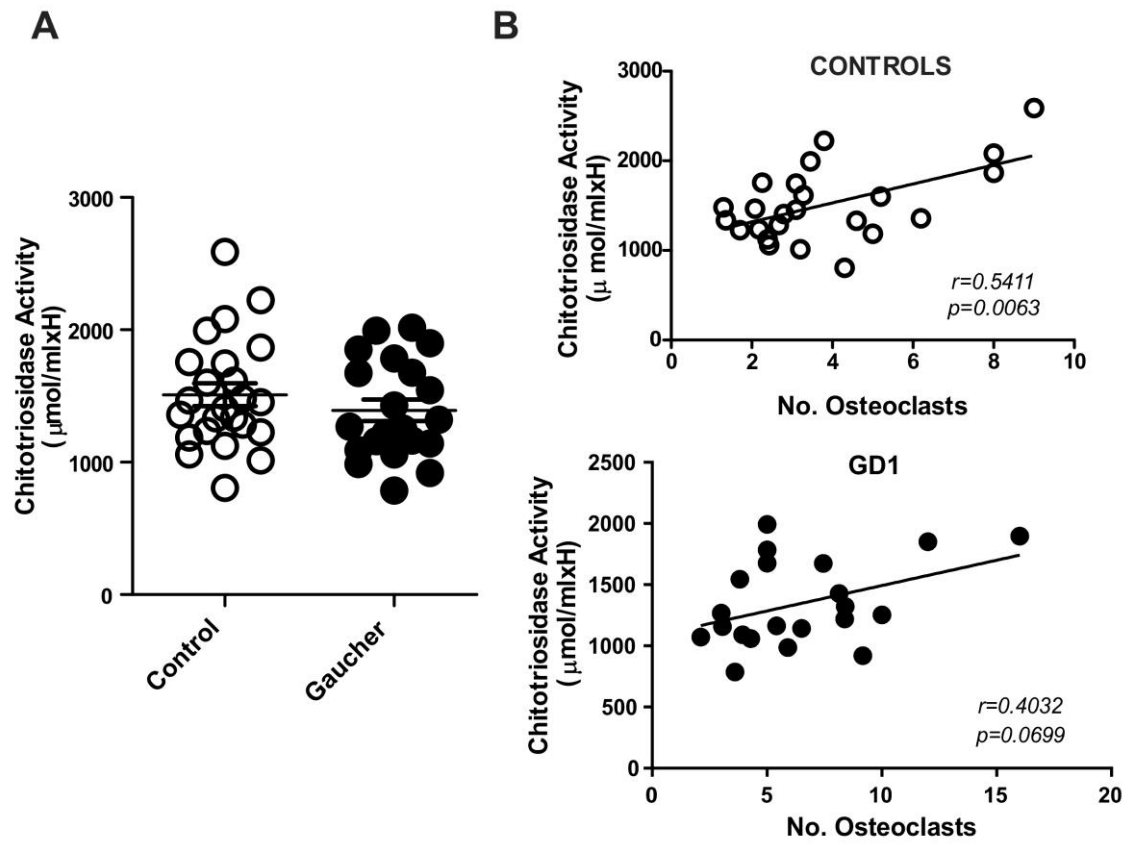 A
Chitotriosidase Activity
( μmol/mlxH)
3000
2000
1000
0
Control
Gaucher
B
CONTROLS
Chitotriosidase Activity
(μ mol/mlxH)
3000
2000
1000
0
0 2 4 6 8 10
r=0.5411
p=0.0063
No. Osteoclasts
GD1
Chitotriosidase Activity
( μmol/mlxH)
2500
2000
1500
1000
500
0
0 5 10 15 20
r=0.4032
p=0.0699
No. Osteoclasts